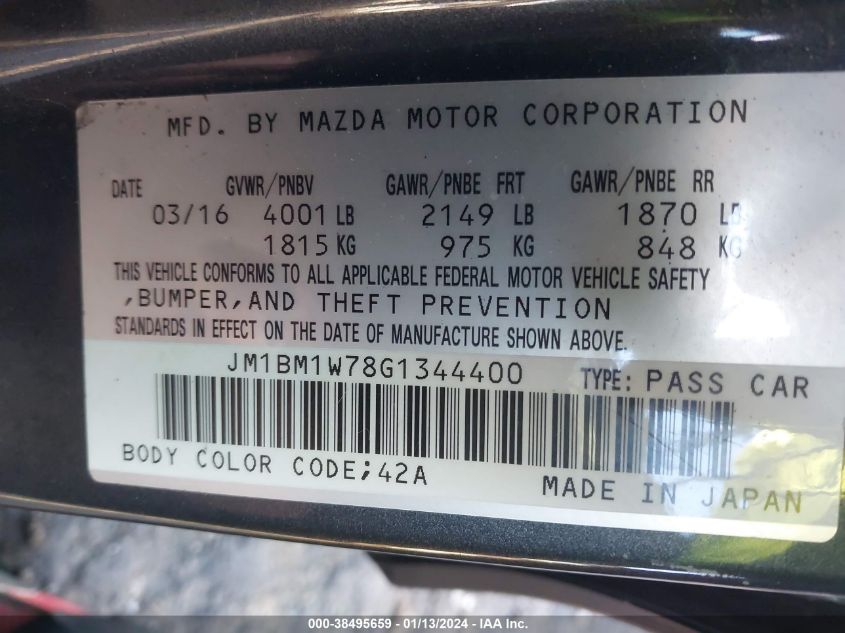 MFD. BY MAZDA MOTOR CORPORATION
DATE GVWR/PNBV GAWR/PNBE FRT GAWR/PNBE RR
03/16 4001 LB 2149 LB 1870 LB
1815 KG 975 KG 848 KG
THIS VEHICLE CONFORMS TO ALL APPLICABLE FEDERAL MOTOR VEHICLE SAFETY
,BUMPER,AND THEFT PREVENTION
STANDARDS IN EFFECT ON THE DATE OF MANUFACTURE SHOWN ABOVE.
JM1BM1W78G1344400 TYPE: PASS CAR
BODY COLOR CODE;42A MADE IN JAPAN
000-38495659 - 01/13/2024 - IAA Inc.